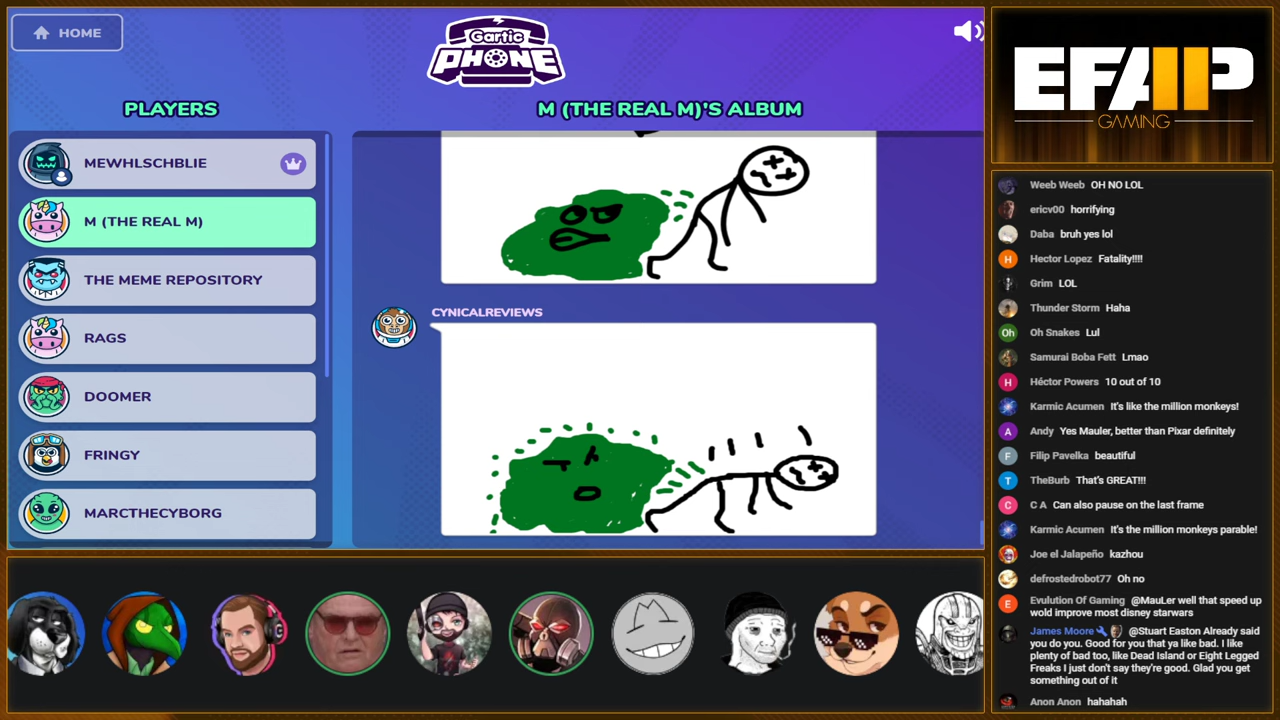 HOME
Gartic
PHONE
PLAYERS
M (THE REAL M)'S ALBUM
MEWHLSCHBLIE
M (THE REAL M)
THE MEME REPOSITORY
RAGS
DOOMER
FRINGY
MARCTHECYBORG
CYNICALREVIEWS
EFAP
GAMING
Weeb Weeb OH NO LOL
ericv00 horrifying
Daba bruh yes lol
H Hector Lopez Fatality!!!!
Grim LOL
Thunder Storm Haha
Oh Oh Snakes Lul
Samurai Boba Fett Lmao
H Héctor Powers 10 out of 10
Karmic Acumen It's like the million monkeys!
A Andy Yes Mauler, better than Pixar definitely
F Filip Pavelka beautiful
T TheBurb That's GREAT!!!
C C A Can also pause on the last frame
Karmic Acumen It's the million monkeys parable!
Joe el Jalapeño kazhou
defrostedrobot77 Oh no
E Evulution Of Gaming @MauLer well that speed up
wold improve most disney starwars
James Moore @Stuart Easton Already said
you do you. Good for you that ya like bad. I like
plenty of bad too, like Dead Island or Eight Legged
Freaks I just don't say they're good. Glad you get
something out of it
Anon Anon hahahah